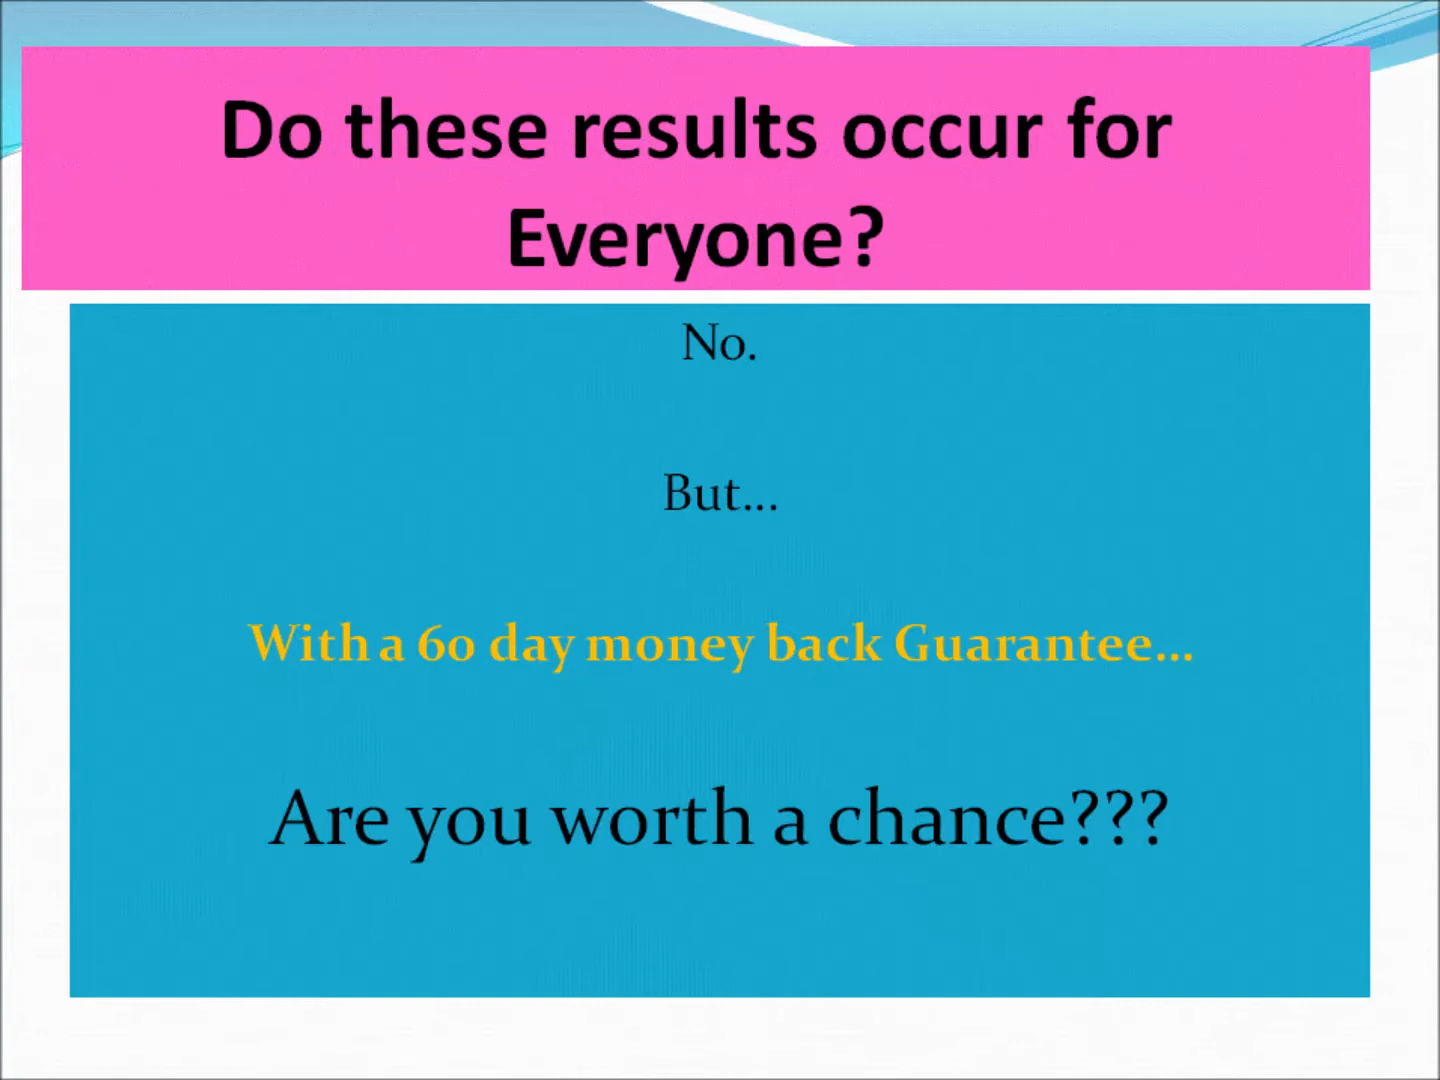 Do these results occur for
Everyone?
No.
But...
With a 60 day money back Guarantee...
Are you worth a chance???